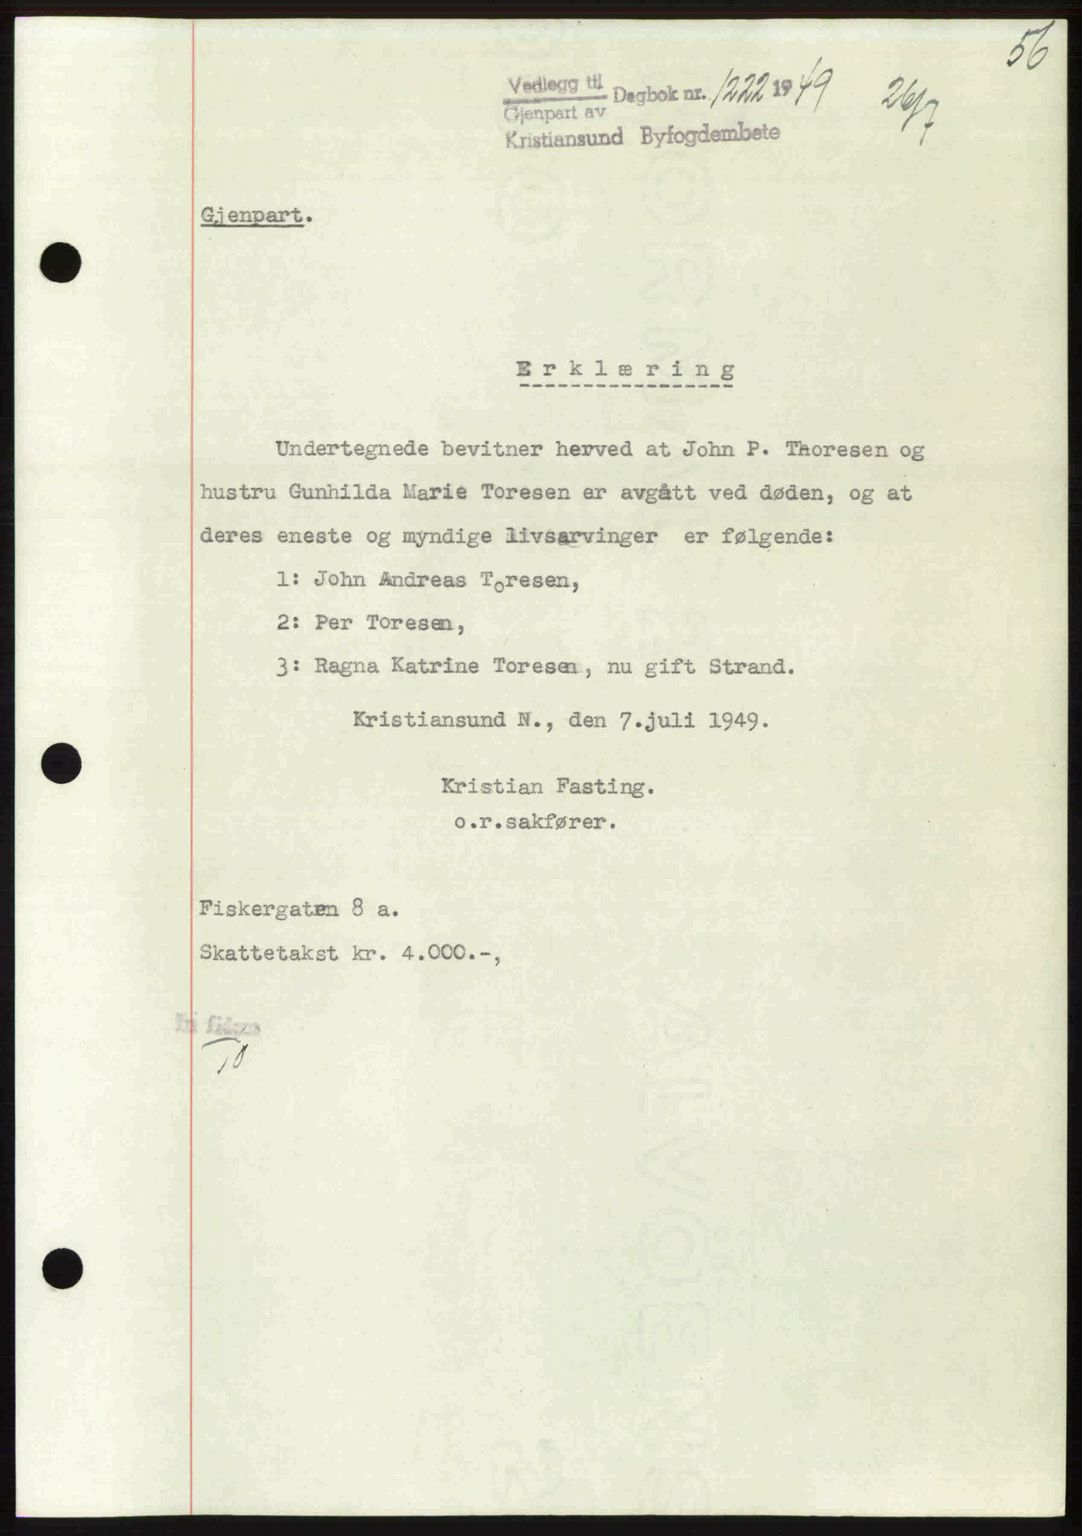 56
Vedlegg til
Gjenpart av
Dagbok nr. 1222 1949
26/7
Kristiansund Byfogdembete
Gjenpart.
Erklæring
Undertegnede bevitner herved at John P. Thoresen og
hustru Gunhilda Marie Toresen er avgått ved døden, og at
deres eneste og myndige livsarvinger er følgende:
1: John Andreas Toresen,
2: Per Toresen,
3: Ragna Katrine Toresen, nu gift Strand.
Kristiansund N., den 7.juli 1949.
Kristian Fasting.
o.r.sakfører.
Fiskergaten 8 a.
Skattetakst kr. 4.000.-,
In fidem